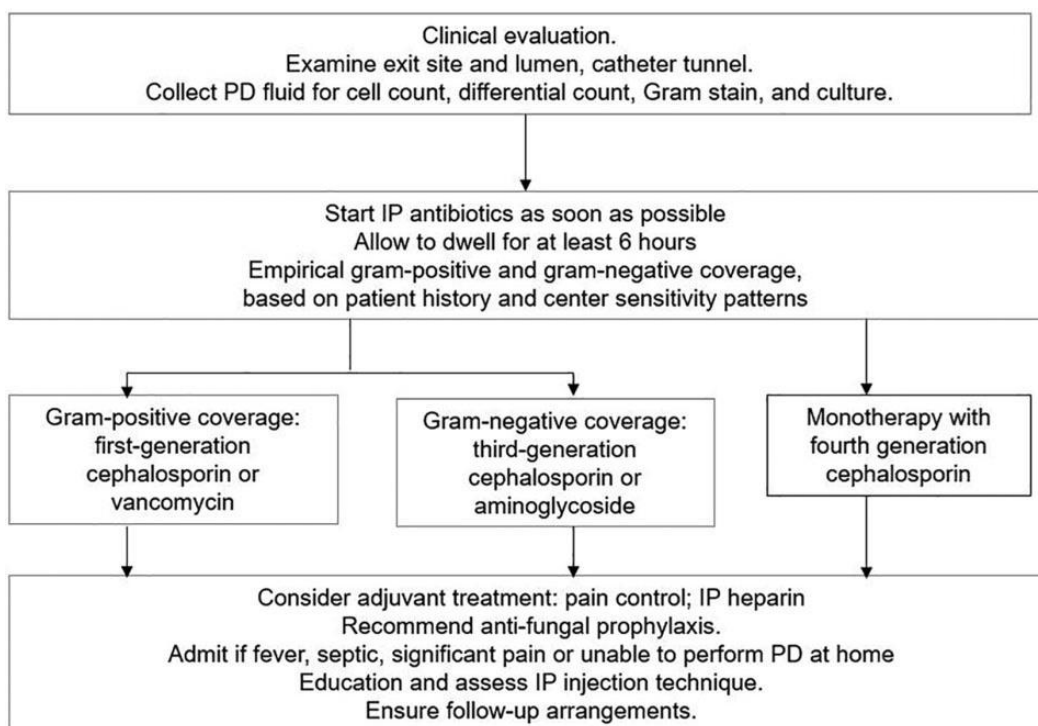 Clinical evaluation.
Examine exit site and lumen, catheter tunnel.
Collect PD fluid for cell count, differential count, Gram stain, and culture.
Start IP antibiotics as soon as possible
Allow to dwell for at least 6 hours
Empirical gram-positive and gram-negative coverage,
based on patient history and center sensitivity patterns
Gram-positive coverage:
first-generation
cephalosporin or
vancomycin
Gram-negative coverage:
third-generation
cephalosporin or
aminoglycoside
Monotherapy with
fourth generation
cephalosporin
Consider adjuvant treatment: pain control; IP heparin
Recommend anti-fungal prophylaxis.
Admit if fever, septic, significant pain or unable to perform PD at home
Education and assess IP injection technique.
Ensure follow-up arrangements.